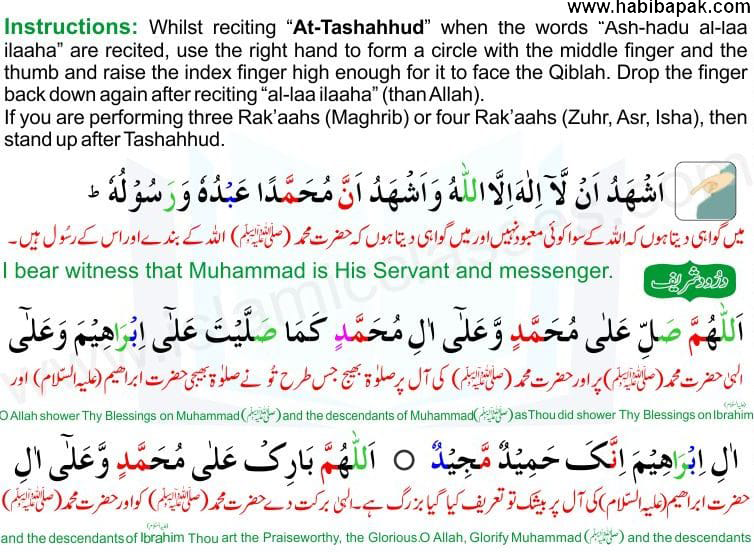 www.habibapak.com
Instructions: Whilst reciting “At-Tashahhud” when the words “Ash-hadu al-laa
ilaaha” are recited, use the right hand to form a circle with the middle finger and the
thumb and raise the index finger high enough for it to face the Qiblah. Drop the finger
back down again after reciting “al-laa ilaaha” (thanAllah).
If you are performing three Rak’aahs (Maghrib) or four Rak’aahs (Zuhr, Asr, Isha), then
stand up after Tashahhud.
اَشْهَدُ اَنْ لَّآ اِلٰهَ اِلَّا اللّٰهُ وَاَشْهَدُ اَنَّ مُحَمَّدًا عَبْدُهٗ وَرَسُوْلُهٗ ط
میں گواہی دیتا ہوں کہ اللہ کے سوا کوئی معبود نہیں اور میں گواہی دیتا ہوں کہ حضرت محمد (ﷺ) اللہ کے بندے اور اس کے رسول ہیں۔
I bear witness that Muhammad is His Servant and messenger.
درود شریف
اَللّٰهُمَّ صَلِّ عَلٰى مُحَمَّدٍ وَّعَلٰٓى اٰلِ مُحَمَّدٍ كَمَا صَلَّيْتَ عَلٰٓى اِبْرَاهِيْمَ وَعَلٰٓى
الٰہی حضرت محمد (ﷺ) پر اور حضرت محمد (ﷺ) کی آل پر صلوٰۃ بھیج جس طرح تو نے صلوٰۃ بھیجی حضرت ابراھیم (علیہ السّلام) اور
O Allah shower Thy Blessings on Muhammad (ﷺ) and the descendants of Muhammad (ﷺ) as Thou did shower Thy Blessings on Ibrahim (علیہ السلام)
اٰلِ اِبْرَاهِيْمَ اِنَّكَ حَمِيْدٌ مَّجِيْدٌ ○ اَللّٰهُمَّ بَارِكْ عَلٰى مُحَمَّدٍ وَّعَلٰٓى اٰلِ
حضرت ابراھیم (علیہ السّلام) کی آل پر بیشک تو تعریف کیا گیا بزرگ ہے۔ الٰہی برکت دے حضرت محمد (ﷺ) کو اور حضرت محمد (ﷺ)
and the descendants of Ibrahim (علیہ السلام) Thou art the Praiseworthy, the Glorious.O Allah, Glorify Muhammad (ﷺ) and the descendants